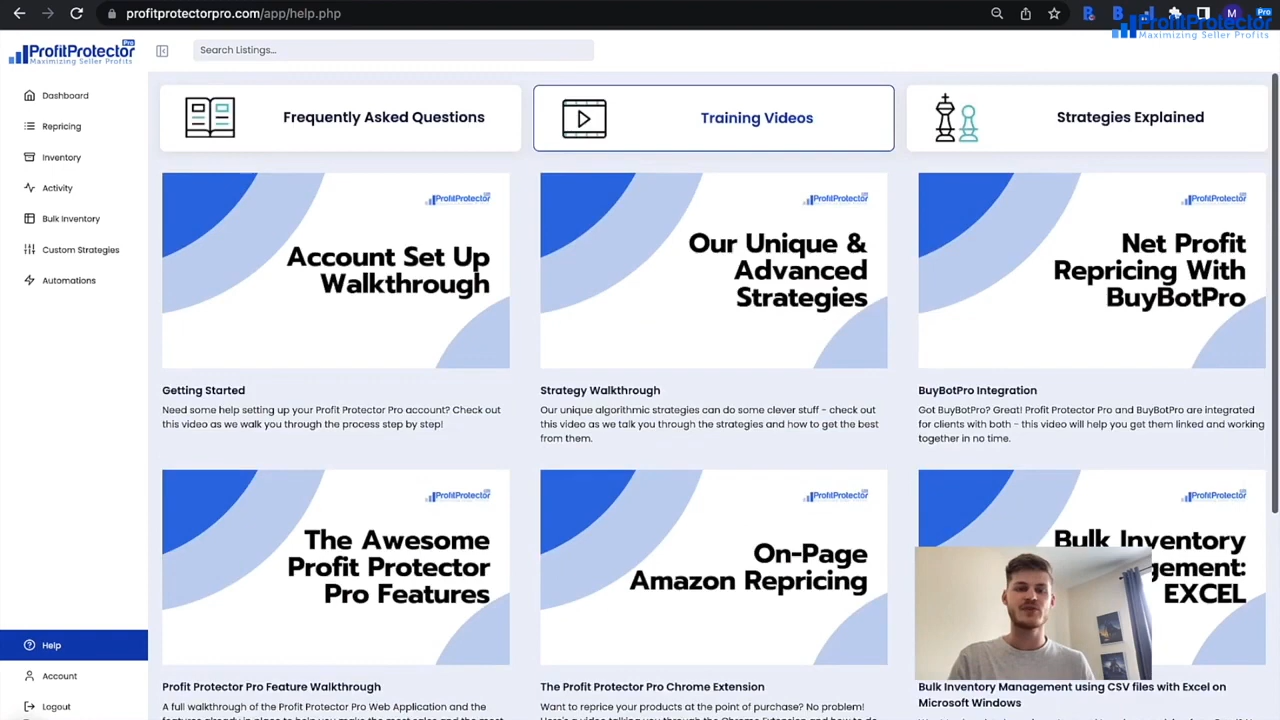 profitprotectorpro.com/app/help.php
M
Pro
ProfitProtector
Maximizing Seller Profits
ProfitProtector Pro
Maximizing Seller Profits
Search Listings...
Dashboard
Repricing
Inventory
Activity
Bulk Inventory
Custom Strategies
Automations
Help
Account
Logout
Frequently Asked Questions
Training Videos
Strategies Explained
ProfitProtector
Account Set Up
Walkthrough
Getting Started
Need some help setting up your Profit Protector Pro account? Check out
this video as we walk you through the process step by step!
ProfitProtector
Our Unique &
Advanced
Strategies
Strategy Walkthrough
Our unique algorithmic strategies can do some clever stuff - check out
this video as we talk you through the strategies and how to get the best
from them.
ProfitProtector
Net Profit
Repricing With
BuyBotPro
BuyBotPro Integration
Got BuyBotPro? Great! Profit Protector Pro and BuyBotPro are integrated
for clients with both - this video will help you get them linked and working
together in no time.
ProfitProtector
The Awesome
Profit Protector
Pro Features
Profit Protector Pro Feature Walkthrough
A full walkthrough of the Profit Protector Pro Web Application and the
ProfitProtector
On-Page
Amazon Repricing
The Profit Protector Pro Chrome Extension
Want to reprice your products at the point of purchase? No problem!
ProfitProtector
Bulk Inventory
gement:
EXCEL
Bulk Inventory Management using CSV files with Excel on
Microsoft Windows